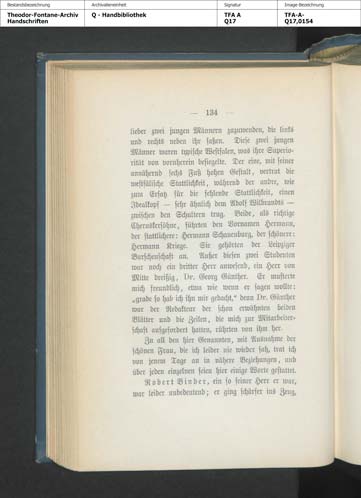 Bestandsbezeichnung
Archivalieneinheit
Signatur
Image-Bezeichnung
Theodor-Fontane-Archiv
Handschriften
Q - Handbibliothek
TFA A
Q17
TFA-A-
Q17,0154
— 134 —
lieber zwei jungen Männern zuzuwenden, die links
und rechts neben ihr saßen. Diese zwei jungen
Männer waren typische Westfalen, was ihre Superio-
rität von vornherein besiegelte. Der eine, mit seiner
annähernd sechs Fuß hohen Gestalt, vertrat die
westfälische Stattlichkeit, während der andre, wie
zum Ersatz für die fehlende Stattlichkeit, einen
Idealkopf — sehr ähnlich dem Adolf Wilbrandts —
zwischen den Schultern trug. Beide, als richtige
Cheruskersöhne, führten den Vornamen Hermann,
der stattlichere: Hermann Schauenburg, der schönere:
Hermann Kriege. Sie gehörten der Leipziger
Burschenschaft an. Außer diesen zwei Studenten
war noch ein dritter Herr anwesend, ein Herr von
Mitte dreißig, Dr. Georg Günther. Er musterte
mich freundlich, etwa wie wenn er sagen wollte:
„grade so hab ich ihn mir gedacht,“ denn Dr. Günther
war der Redakteur der schon erwähnten beiden
Blätter und die Zeilen, die mich zur Mitarbeiter-
schaft aufgefordert hatten, rührten von ihm her.
Zu all den hier Genannten, mit Ausnahme der
schönen Frau, die ich leider nie wieder sah, trat ich
von jenem Tage an in nähere Beziehungen, und
über jeden einzelnen seien hier einige Worte gestattet.
Robert Binder, ein so feiner Herr er war,
war leider unbedeutend; er ging schärfer ins Zeug,